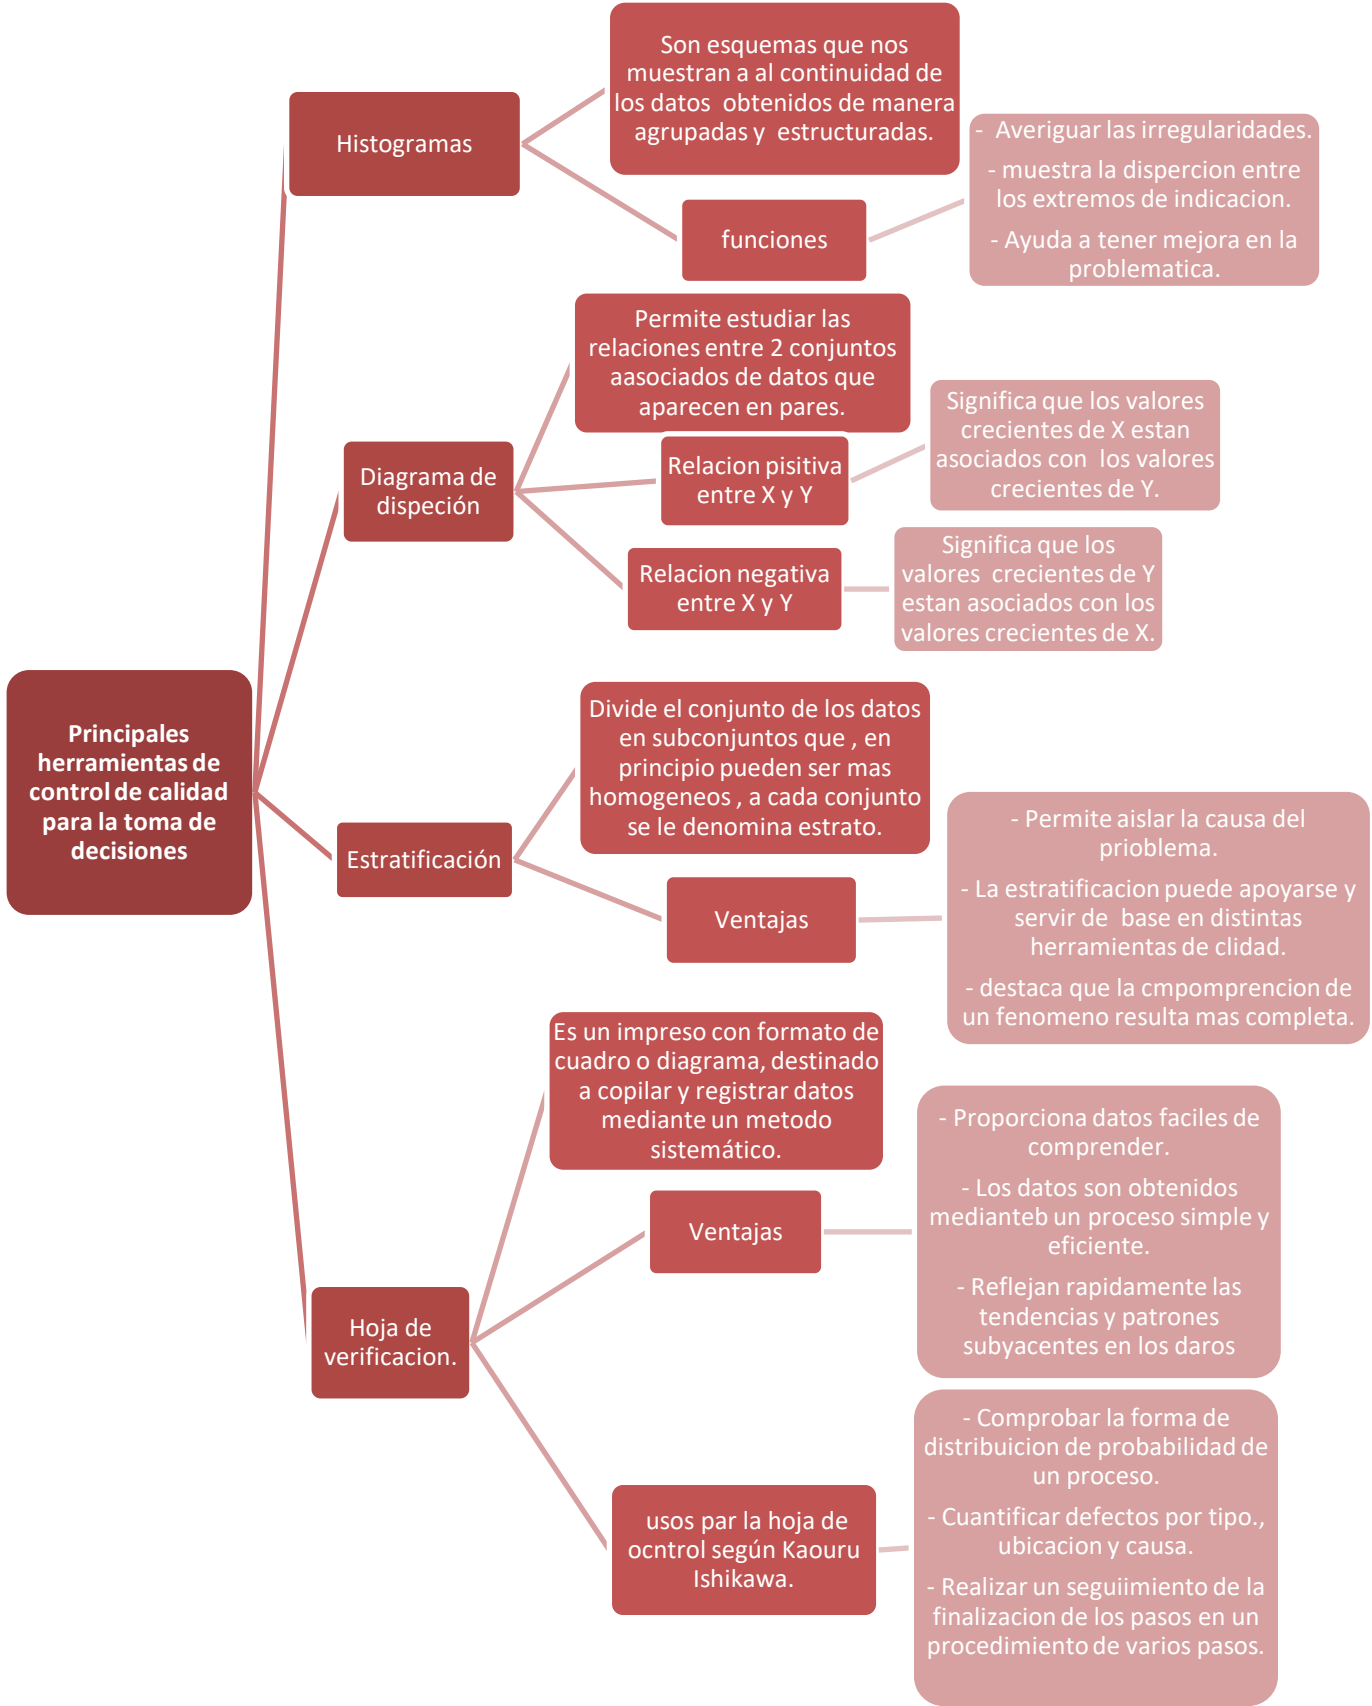 Principales
herramientas de
control de calidad
para la toma de
decisiones
Histogramas
Son esquemas que nos
muestran a al continuidad de
los datos obtenidos de manera
agrupadas y estructuradas.
funciones
- Averiguar las irregularidades.
- muestra la dispercion entre
los extremos de indicacion.
- Ayuda a tener mejora en la
problematica.
Diagrama de
dispeción
Permite estudiar las
relaciones entre 2 conjuntos
aasociados de datos que
aparecen en pares.
Relacion pisitiva
entre X y Y
Significa que los valores
crecientes de X estan
asociados con los valores
crecientes de Y.
Relacion negativa
entre X y Y
Significa que los
valores crecientes de Y
estan asociados con los
valores crecientes de X.
Estratificación
Divide el conjunto de los datos
en subconjuntos que , en
principio pueden ser mas
homogeneos , a cada conjunto
se le denomina estrato.
Ventajas
- Permite aislar la causa del
prioblema.
- La estratificacion puede apoyarse y
servir de base en distintas
herramientas de clidad.
- destaca que la cmpomprencion de
un fenomeno resulta mas completa.
Hoja de
verificacion.
Es un impreso con formato de
cuadro o diagrama, destinado
a copilar y registrar datos
mediante un metodo
sistemático.
Ventajas
- Proporciona datos faciles de
comprender.
- Los datos son obtenidos
medianteb un proceso simple y
eficiente.
- Reflejan rapidamente las
tendencias y patrones
subyacentes en los daros
usos par la hoja de
ocntrol según Kaouru
Ishikawa.
- Comprobar la forma de
distribuicion de probabilidad de
un proceso.
- Cuantificar defectos por tipo.,
ubicacion y causa.
- Realizar un seguiimiento de la
finalizacion de los pasos en un
procedimiento de varios pasos.